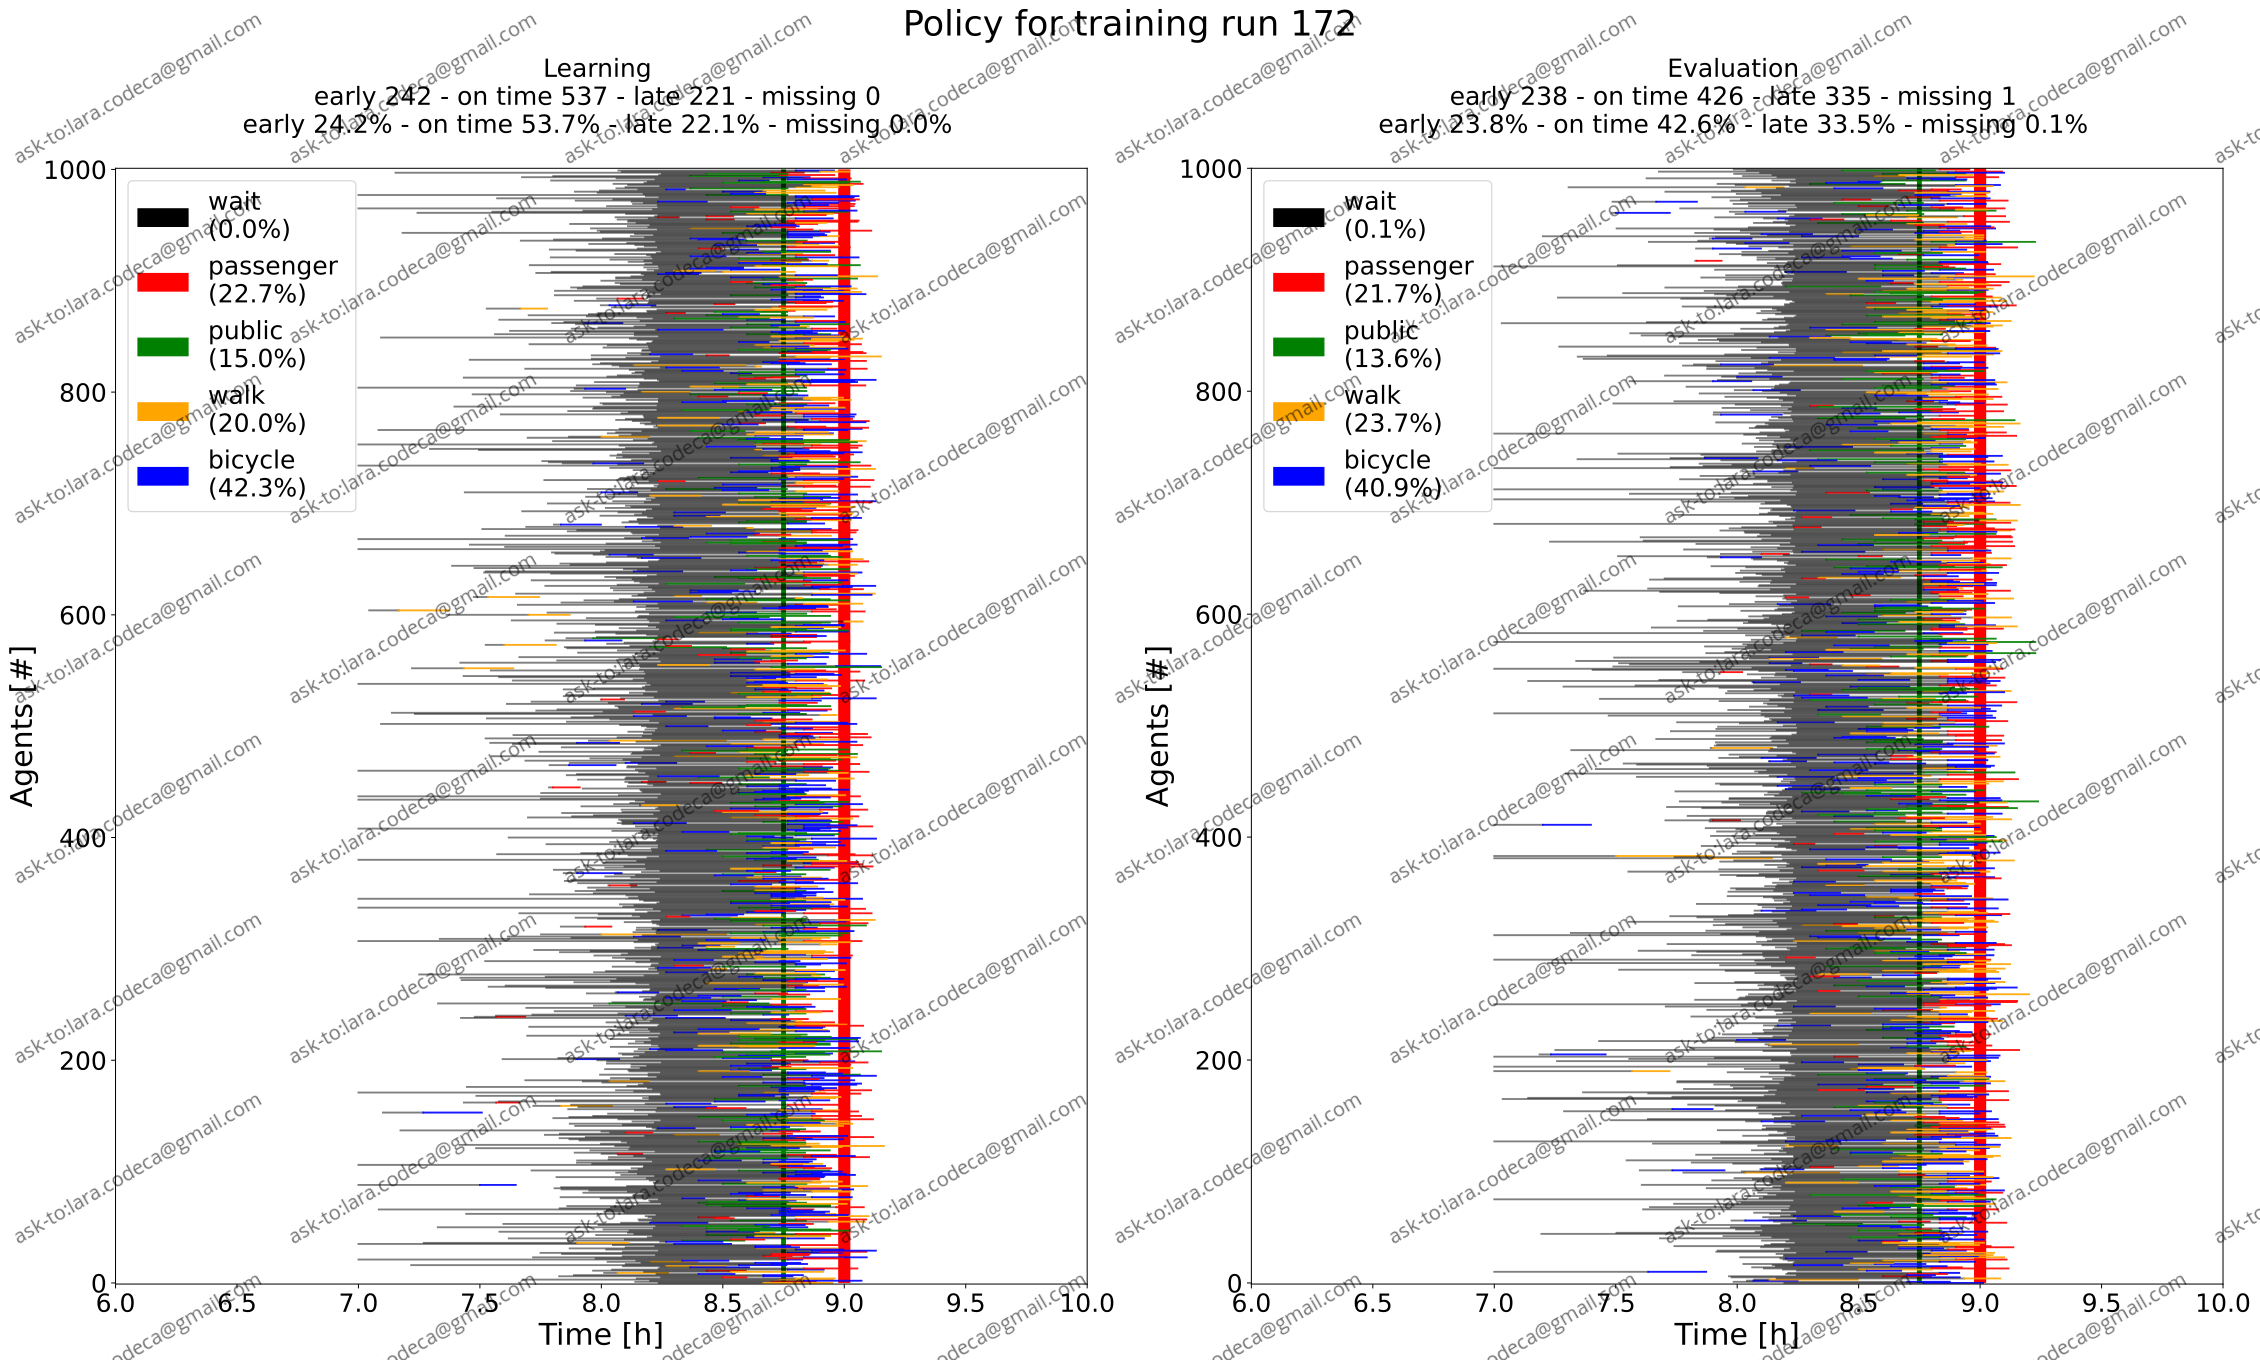 Policy for training run 172
Learning
early 242 - on time 537 - late 221 - missing 0
early 24.2% - on time 53.7% - late 22.1% - missing 0.0%
1000
800
600
400
200
0
Agents [#]
wait
(0.0%)
passenger
(22.7%)
public
(15.0%)
walk
(20.0%)
bicycle
(42.3%)
6.0 6.5 7.0 7.5 8.0 8.5 9.0 9.5 10.0
Time [h]
Evaluation
early 238 - on time 426 - late 335 - missing 1
early 23.8% - on time 42.6% - late 33.5% - missing 0.1%
1000
800
600
400
200
0
Agents [#]
wait
(0.1%)
passenger
(21.7%)
public
(13.6%)
walk
(23.7%)
bicycle
(40.9%)
6.0 6.5 7.0 7.5 8.0 8.5 9.0 9.5 10.0
Time [h]
ask-to:lara.codeca@gmail.com